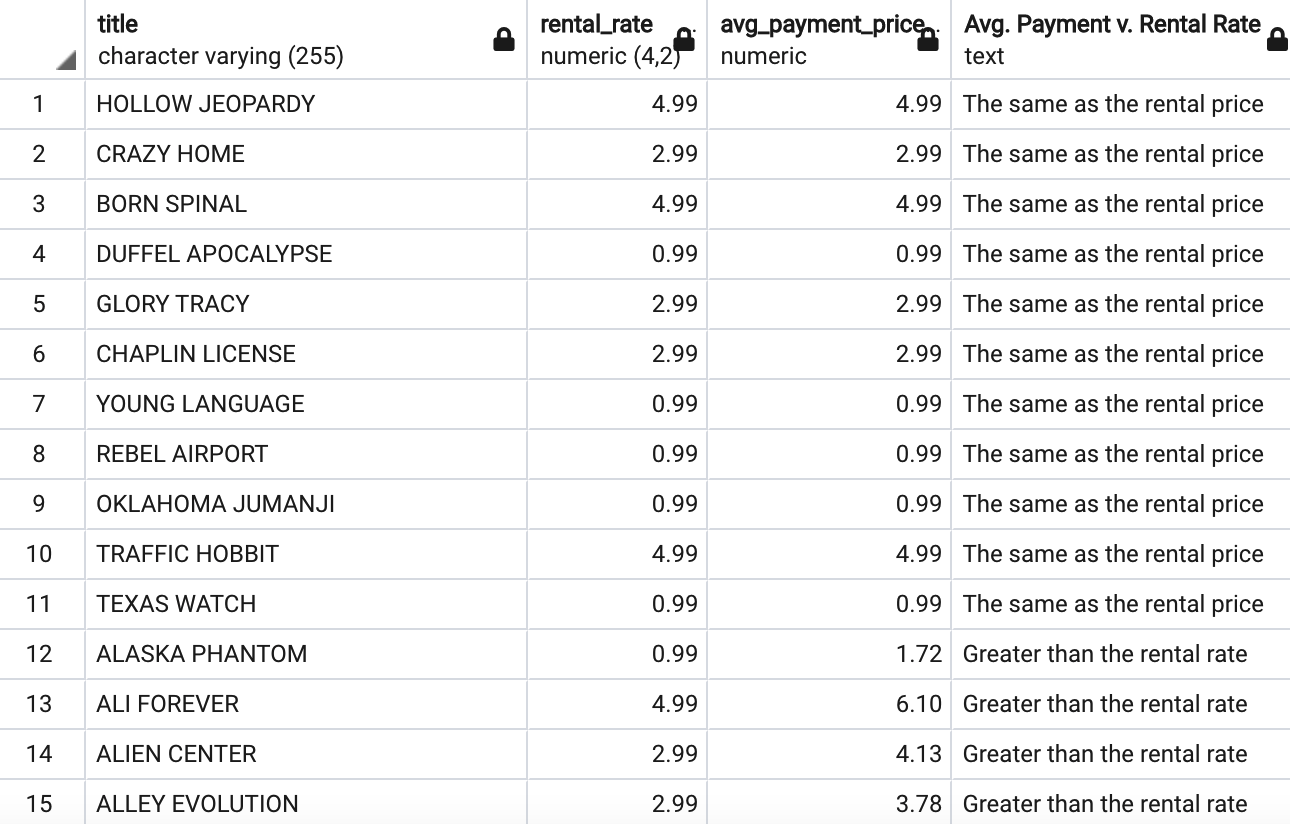 title rental_rate avg_payment_price Avg. Payment v. Rental Rate
character varying (255) numeric (4,2) numeric text
1 HOLLOW JEOPARDY 4.99 4.99 The same as the rental price
2 CRAZY HOME 2.99 2.99 The same as the rental price
3 BORN SPINAL 4.99 4.99 The same as the rental price
4 DUFFEL APOCALYPSE 0.99 0.99 The same as the rental price
5 GLORY TRACY 2.99 2.99 The same as the rental price
6 CHAPLIN LICENSE 2.99 2.99 The same as the rental price
7 YOUNG LANGUAGE 0.99 0.99 The same as the rental price
8 REBEL AIRPORT 0.99 0.99 The same as the rental price
9 OKLAHOMA JUMANJI 0.99 0.99 The same as the rental price
10 TRAFFIC HOBBIT 4.99 4.99 The same as the rental price
11 TEXAS WATCH 0.99 0.99 The same as the rental price
12 ALASKA PHANTOM 0.99 1.72 Greater than the rental rate
13 ALI FOREVER 4.99 6.10 Greater than the rental rate
14 ALIEN CENTER 2.99 4.13 Greater than the rental rate
15 ALLEY EVOLUTION 2.99 3.78 Greater than the rental rate